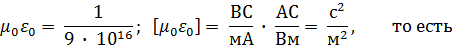 μ₀ε₀ = 1 / (9 · 10¹⁶); [μ₀ε₀] = ВС/мА · АС/Вм = с²/м², то есть